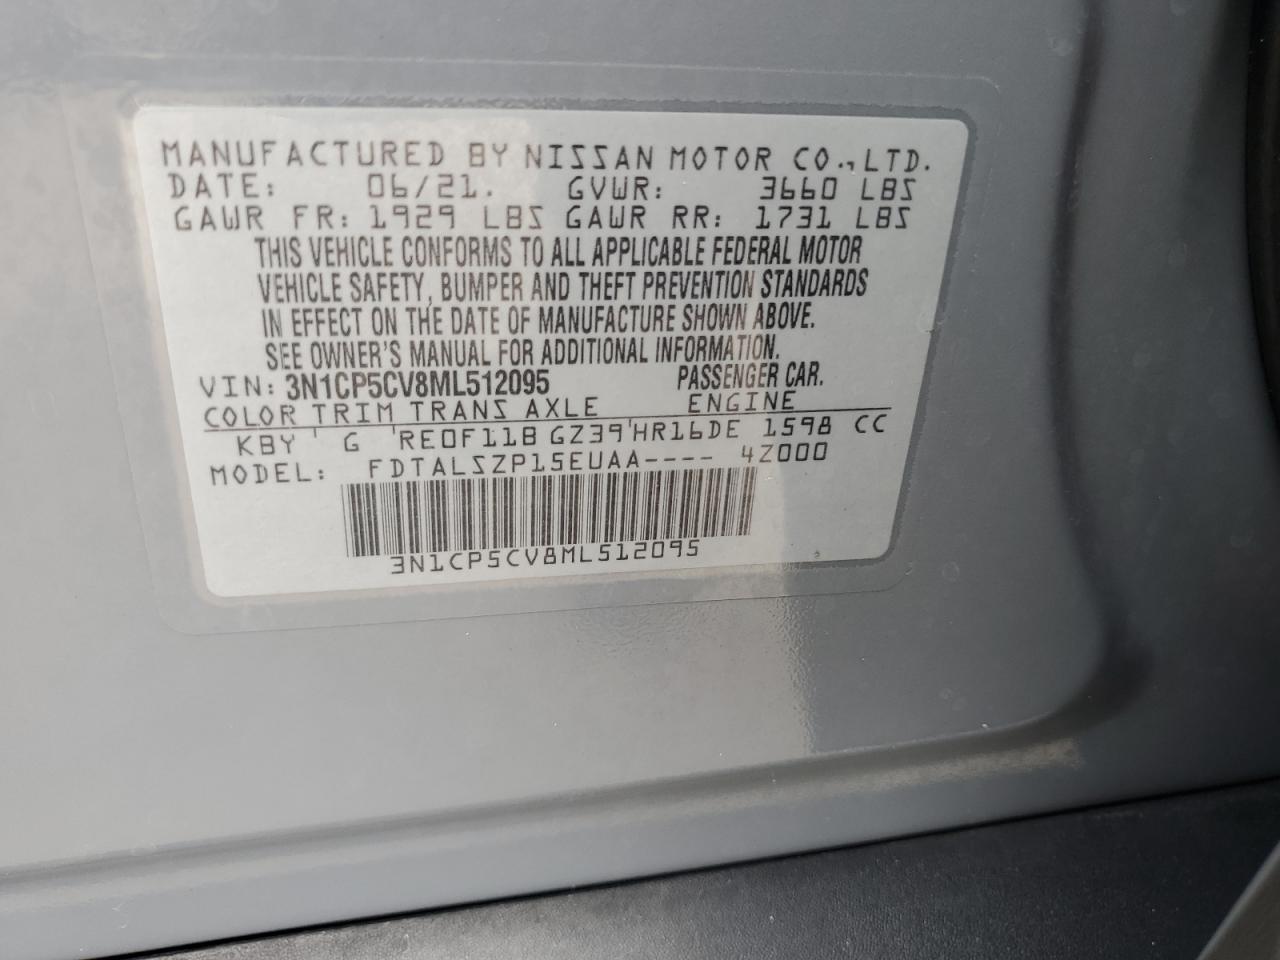 MANUFACTURED BY NISSAN MOTOR CO., LTD.
DATE: 06/21. GVWR: 3660 LBS
GAWR FR: 1929 LBS GAWR RR: 1731 LBS
THIS VEHICLE CONFORMS TO ALL APPLICABLE FEDERAL MOTOR
VEHICLE SAFETY, BUMPER AND THEFT PREVENTION STANDARDS
IN EFFECT ON THE DATE OF MANUFACTURE SHOWN ABOVE.
SEE OWNER'S MANUAL FOR ADDITIONAL INFORMATION.
VIN: 3N1CP5CV8ML512095 PASSENGER CAR.
COLOR TRIM TRANS AXLE ENGINE
KBY ' G 'RE0F11B GZ39'HR16DE 1598 CC
MODEL: FDTALSZP15EUAA---- 4Z000
3N1CP5CV8ML512095